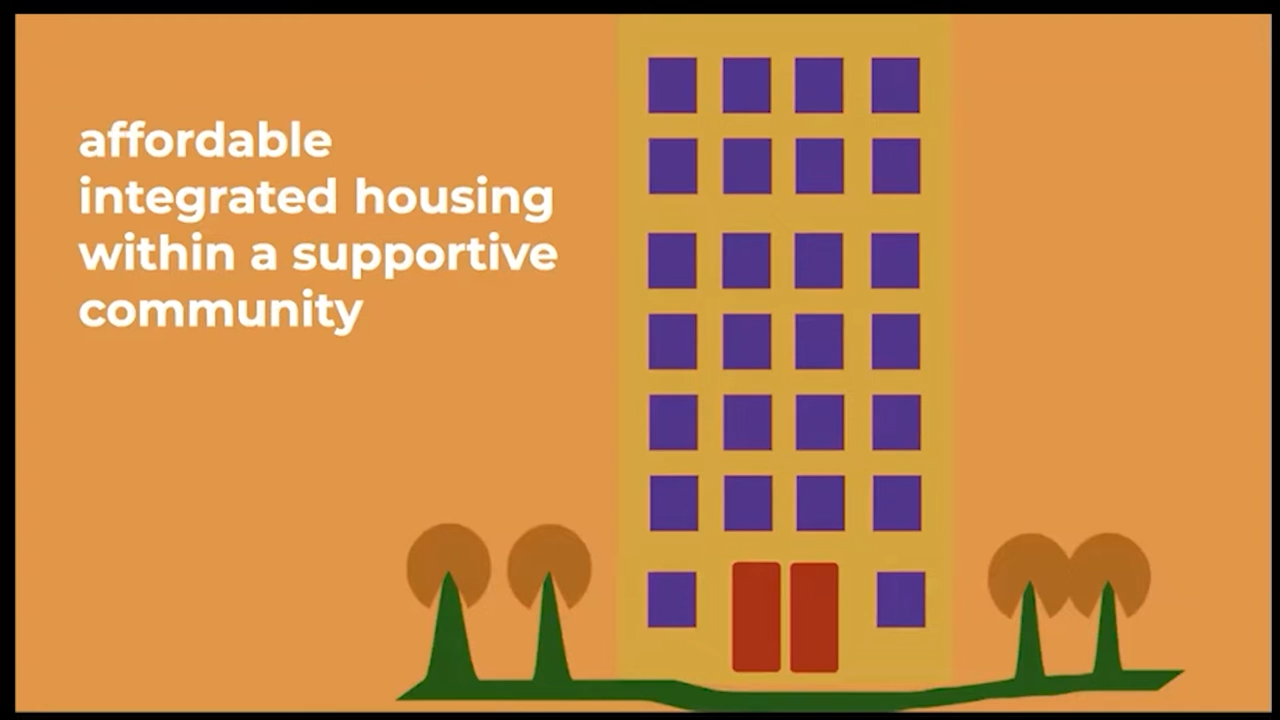 affordable
integrated housing
within a supportive
community